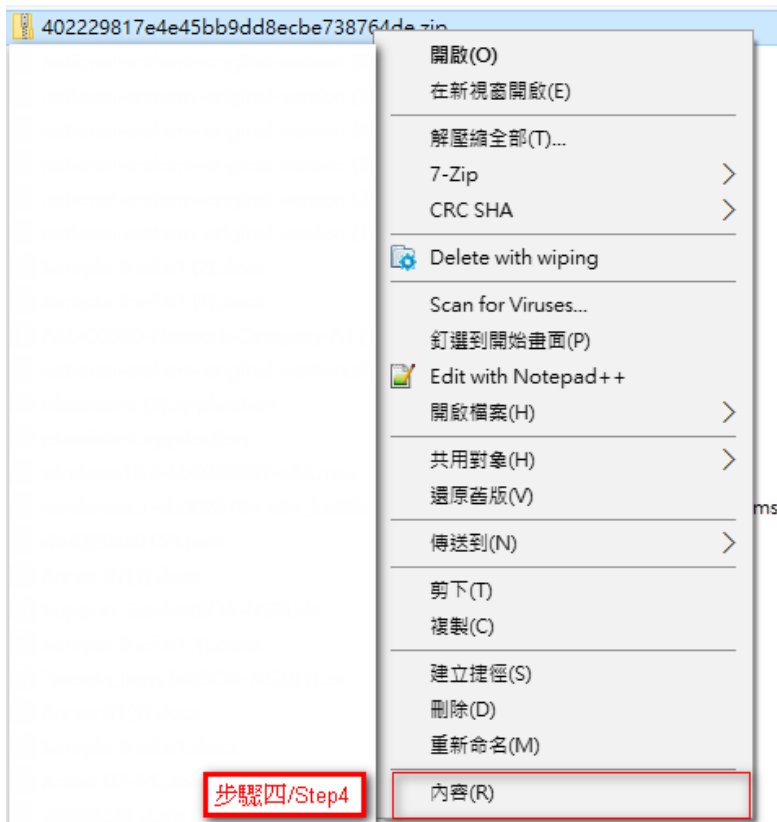 402229817e4e45bb9dd8ecbe738764de.zip
開啟(O)
在新視窗開啟(E)
解壓縮全部(T)...
7-Zip
CRC SHA
Delete with wiping
Scan for Viruses...
釘選到開始畫面(P)
Edit with Notepad++
開啟檔案(H)
共用對象(H)
還原舊版(V)
ms
傳送到(N)
剪下(T)
複製(C)
建立捷徑(S)
刪除(D)
重新命名(M)
步驟四/Step4
內容(R)